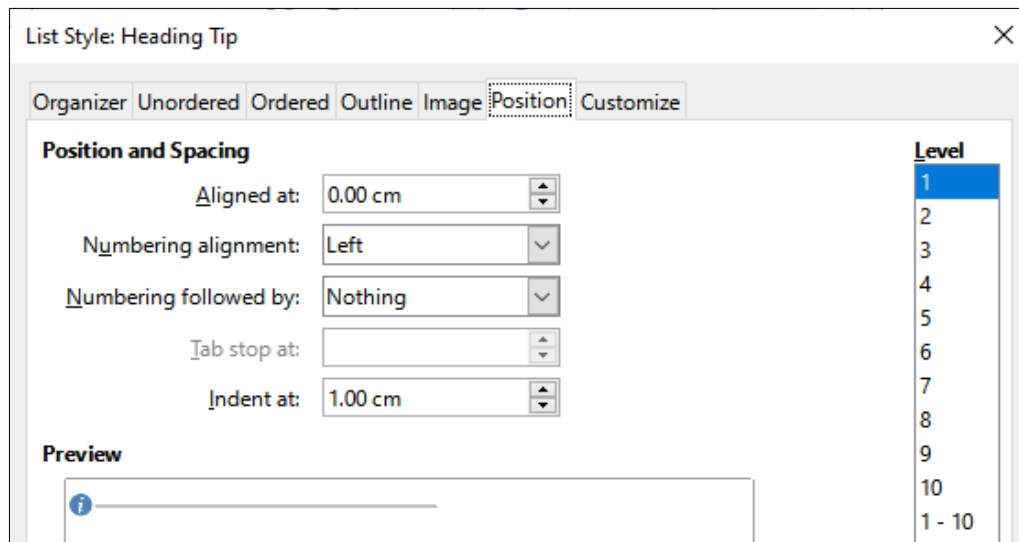 List Style: Heading Tip
Organizer Unordered Ordered Outline Image Position Customize
Position and Spacing
Level
Aligned at: 0.00 cm
Numbering alignment: Left
Numbering followed by: Nothing
Tab stop at:
Indent at: 1.00 cm
Preview
i
1
2
3
4
5
6
7
8
9
10
1 - 10